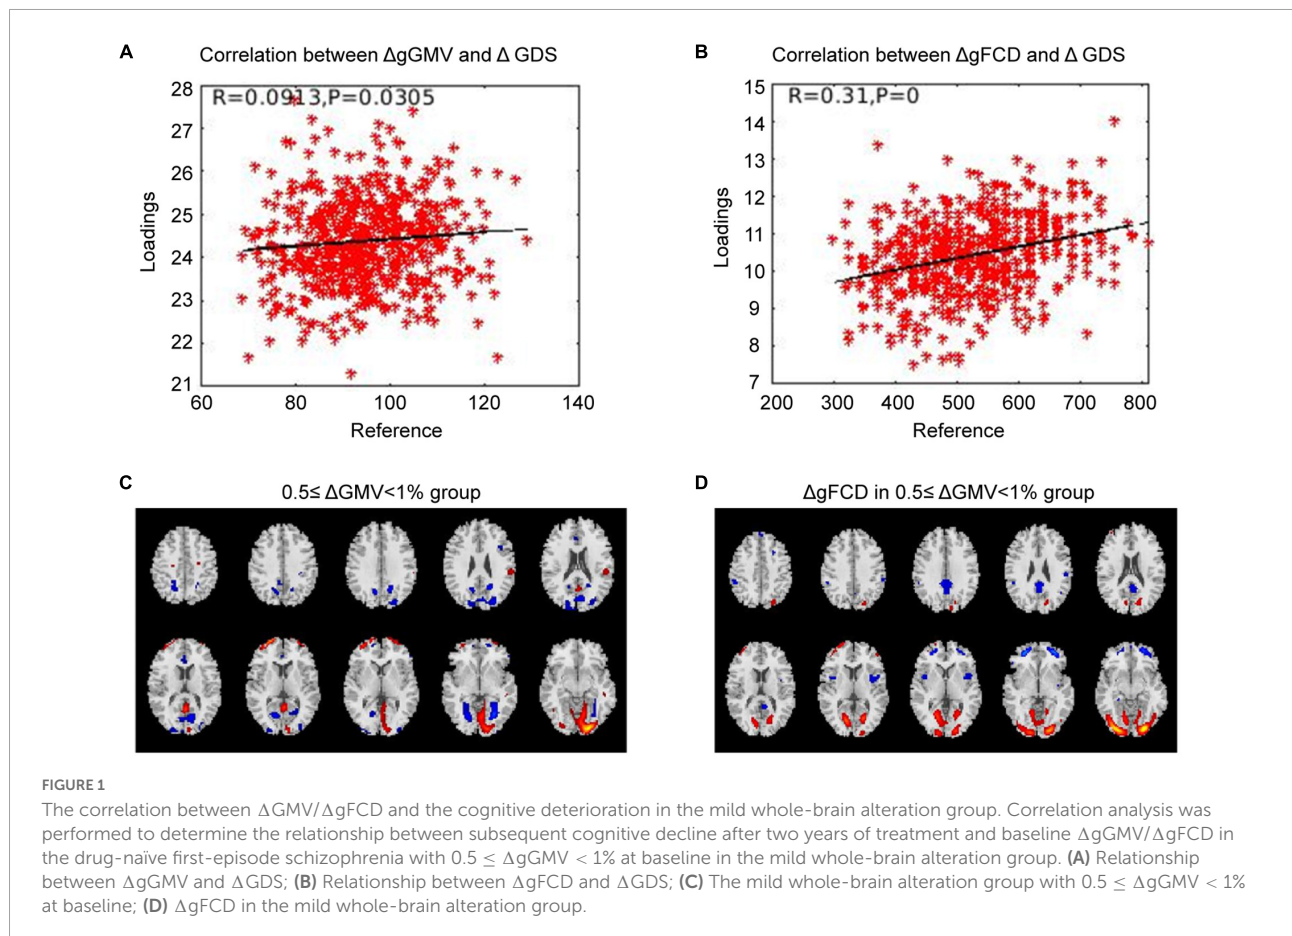 A
Correlation between ΔgGMV and Δ GDS
R=0.0913,P=0.0305
28
27
26
25
24
23
22
21
Loadings
60 80 100 120 140
Reference
B
Correlation between ΔgFCD and Δ GDS
R=0.31,P=0
15
14
13
12
11
10
9
8
7
Loadings
200 300 400 500 600 700 800
Reference
C
0.5≤ ΔGMV<1% group
D
ΔgFCD in 0.5≤ ΔGMV<1% group
FIGURE 1
The correlation between ΔGMV/ΔgFCD and the cognitive deterioration in the mild whole-brain alteration group. Correlation analysis was
performed to determine the relationship between subsequent cognitive decline after two years of treatment and baseline ΔgGMV/ΔgFCD in
the drug-naïve first-episode schizophrenia with 0.5 ≤ ΔgGMV < 1% at baseline in the mild whole-brain alteration group. (A) Relationship
between ΔgGMV and ΔGDS; (B) Relationship between ΔgFCD and ΔGDS; (C) The mild whole-brain alteration group with 0.5 ≤ ΔgGMV < 1%
at baseline; (D) ΔgFCD in the mild whole-brain alteration group.